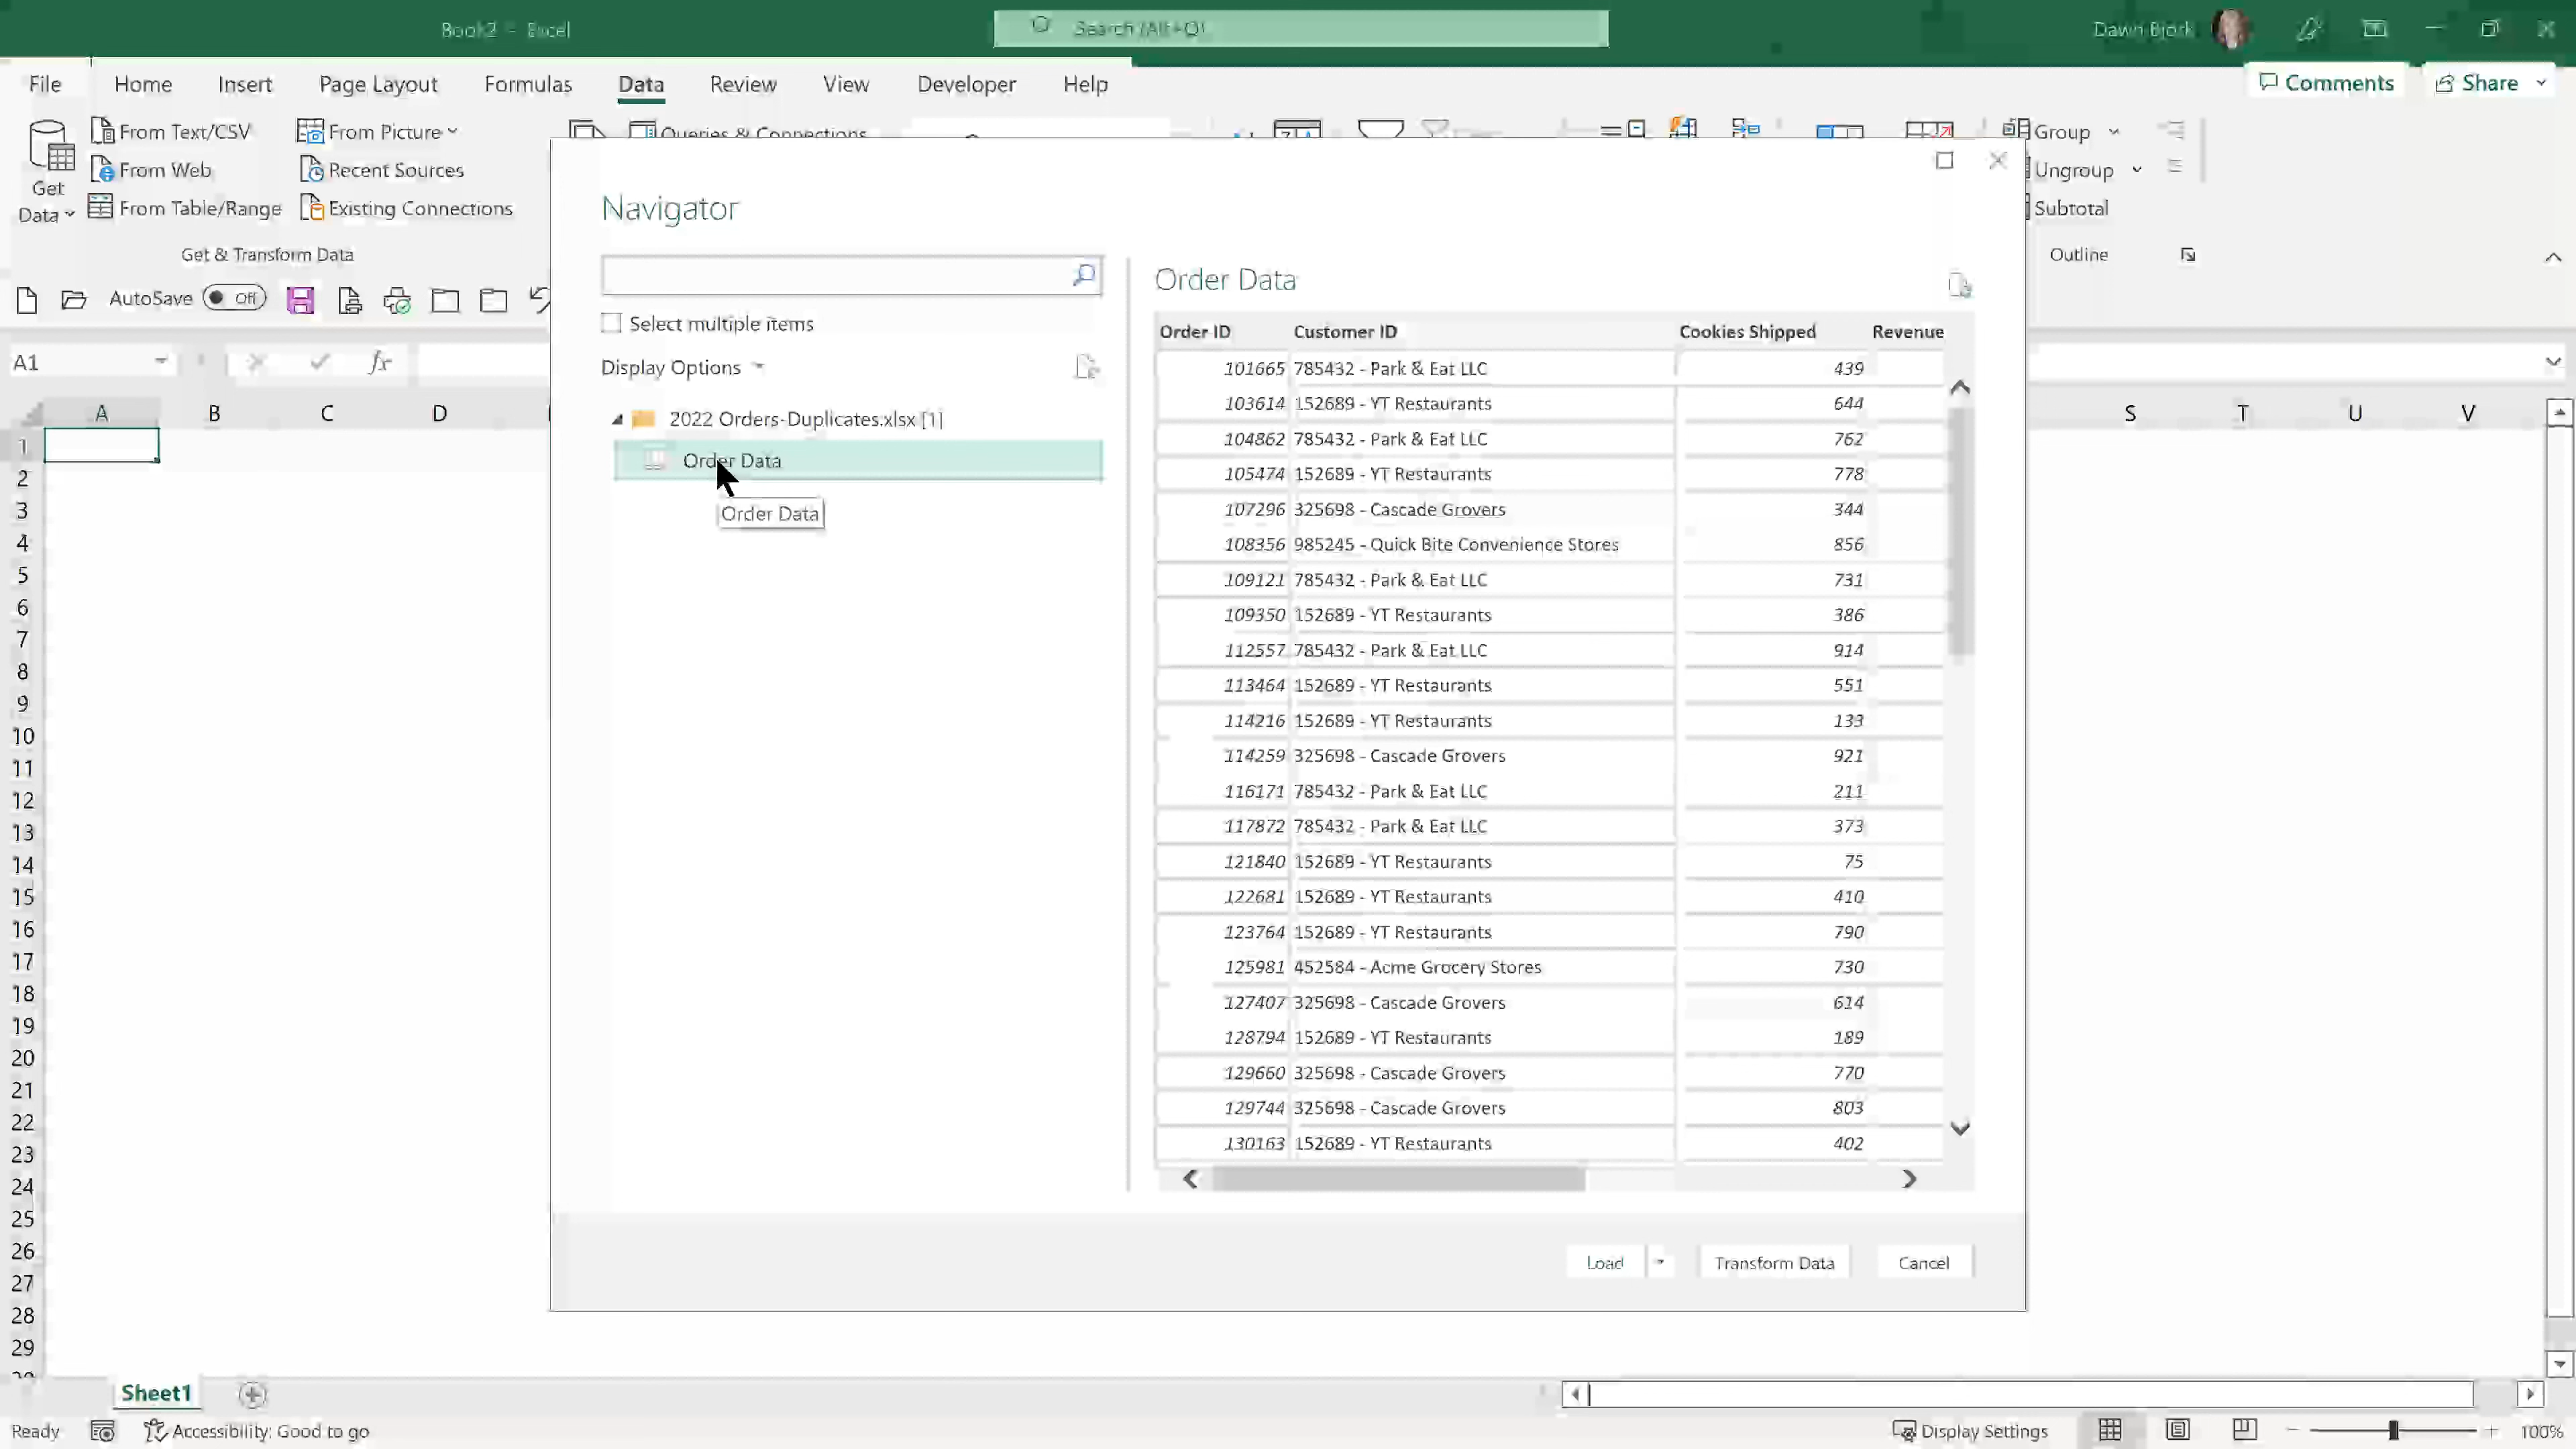 Book2 - Excel
Search (Alt+Q)
Dawn Bjork
File Home Insert Page Layout Formulas Data Review View Developer Help
Comments Share
From Text/CSV From Picture
Queries & Connections
Group
Get Data
From Web Recent Sources
Ungroup
From Table/Range Existing Connections
Subtotal
Get & Transform Data
Outline
AutoSave Off
A1 fx
A B C D S T U V
1
2
3
4
5
6
7
8
9
10
11
12
13
14
15
16
17
18
19
20
21
22
23
24
25
26
27
28
29
Navigator
Select multiple items
Display Options
2022 Orders-Duplicates.xlsx [1]
Order Data
Order Data
Order Data
Order ID Customer ID Cookies Shipped Revenue
101665 785432 - Park & Eat LLC 439
103614 152689 - YT Restaurants 644
104862 785432 - Park & Eat LLC 762
105474 152689 - YT Restaurants 778
107296 325698 - Cascade Grovers 344
108356 985245 - Quick Bite Convenience Stores 856
109121 785432 - Park & Eat LLC 731
109350 152689 - YT Restaurants 386
112557 785432 - Park & Eat LLC 914
113464 152689 - YT Restaurants 551
114216 152689 - YT Restaurants 133
114259 325698 - Cascade Grovers 921
116171 785432 - Park & Eat LLC 211
117872 785432 - Park & Eat LLC 373
121840 152689 - YT Restaurants 75
122681 152689 - YT Restaurants 410
123764 152689 - YT Restaurants 790
125981 452584 - Acme Grocery Stores 730
127407 325698 - Cascade Grovers 614
128794 152689 - YT Restaurants 189
129660 325698 - Cascade Grovers 770
129744 325698 - Cascade Grovers 803
130163 152689 - YT Restaurants 402
Load Transform Data Cancel
Sheet1
Ready Accessibility: Good to go Display Settings 100%